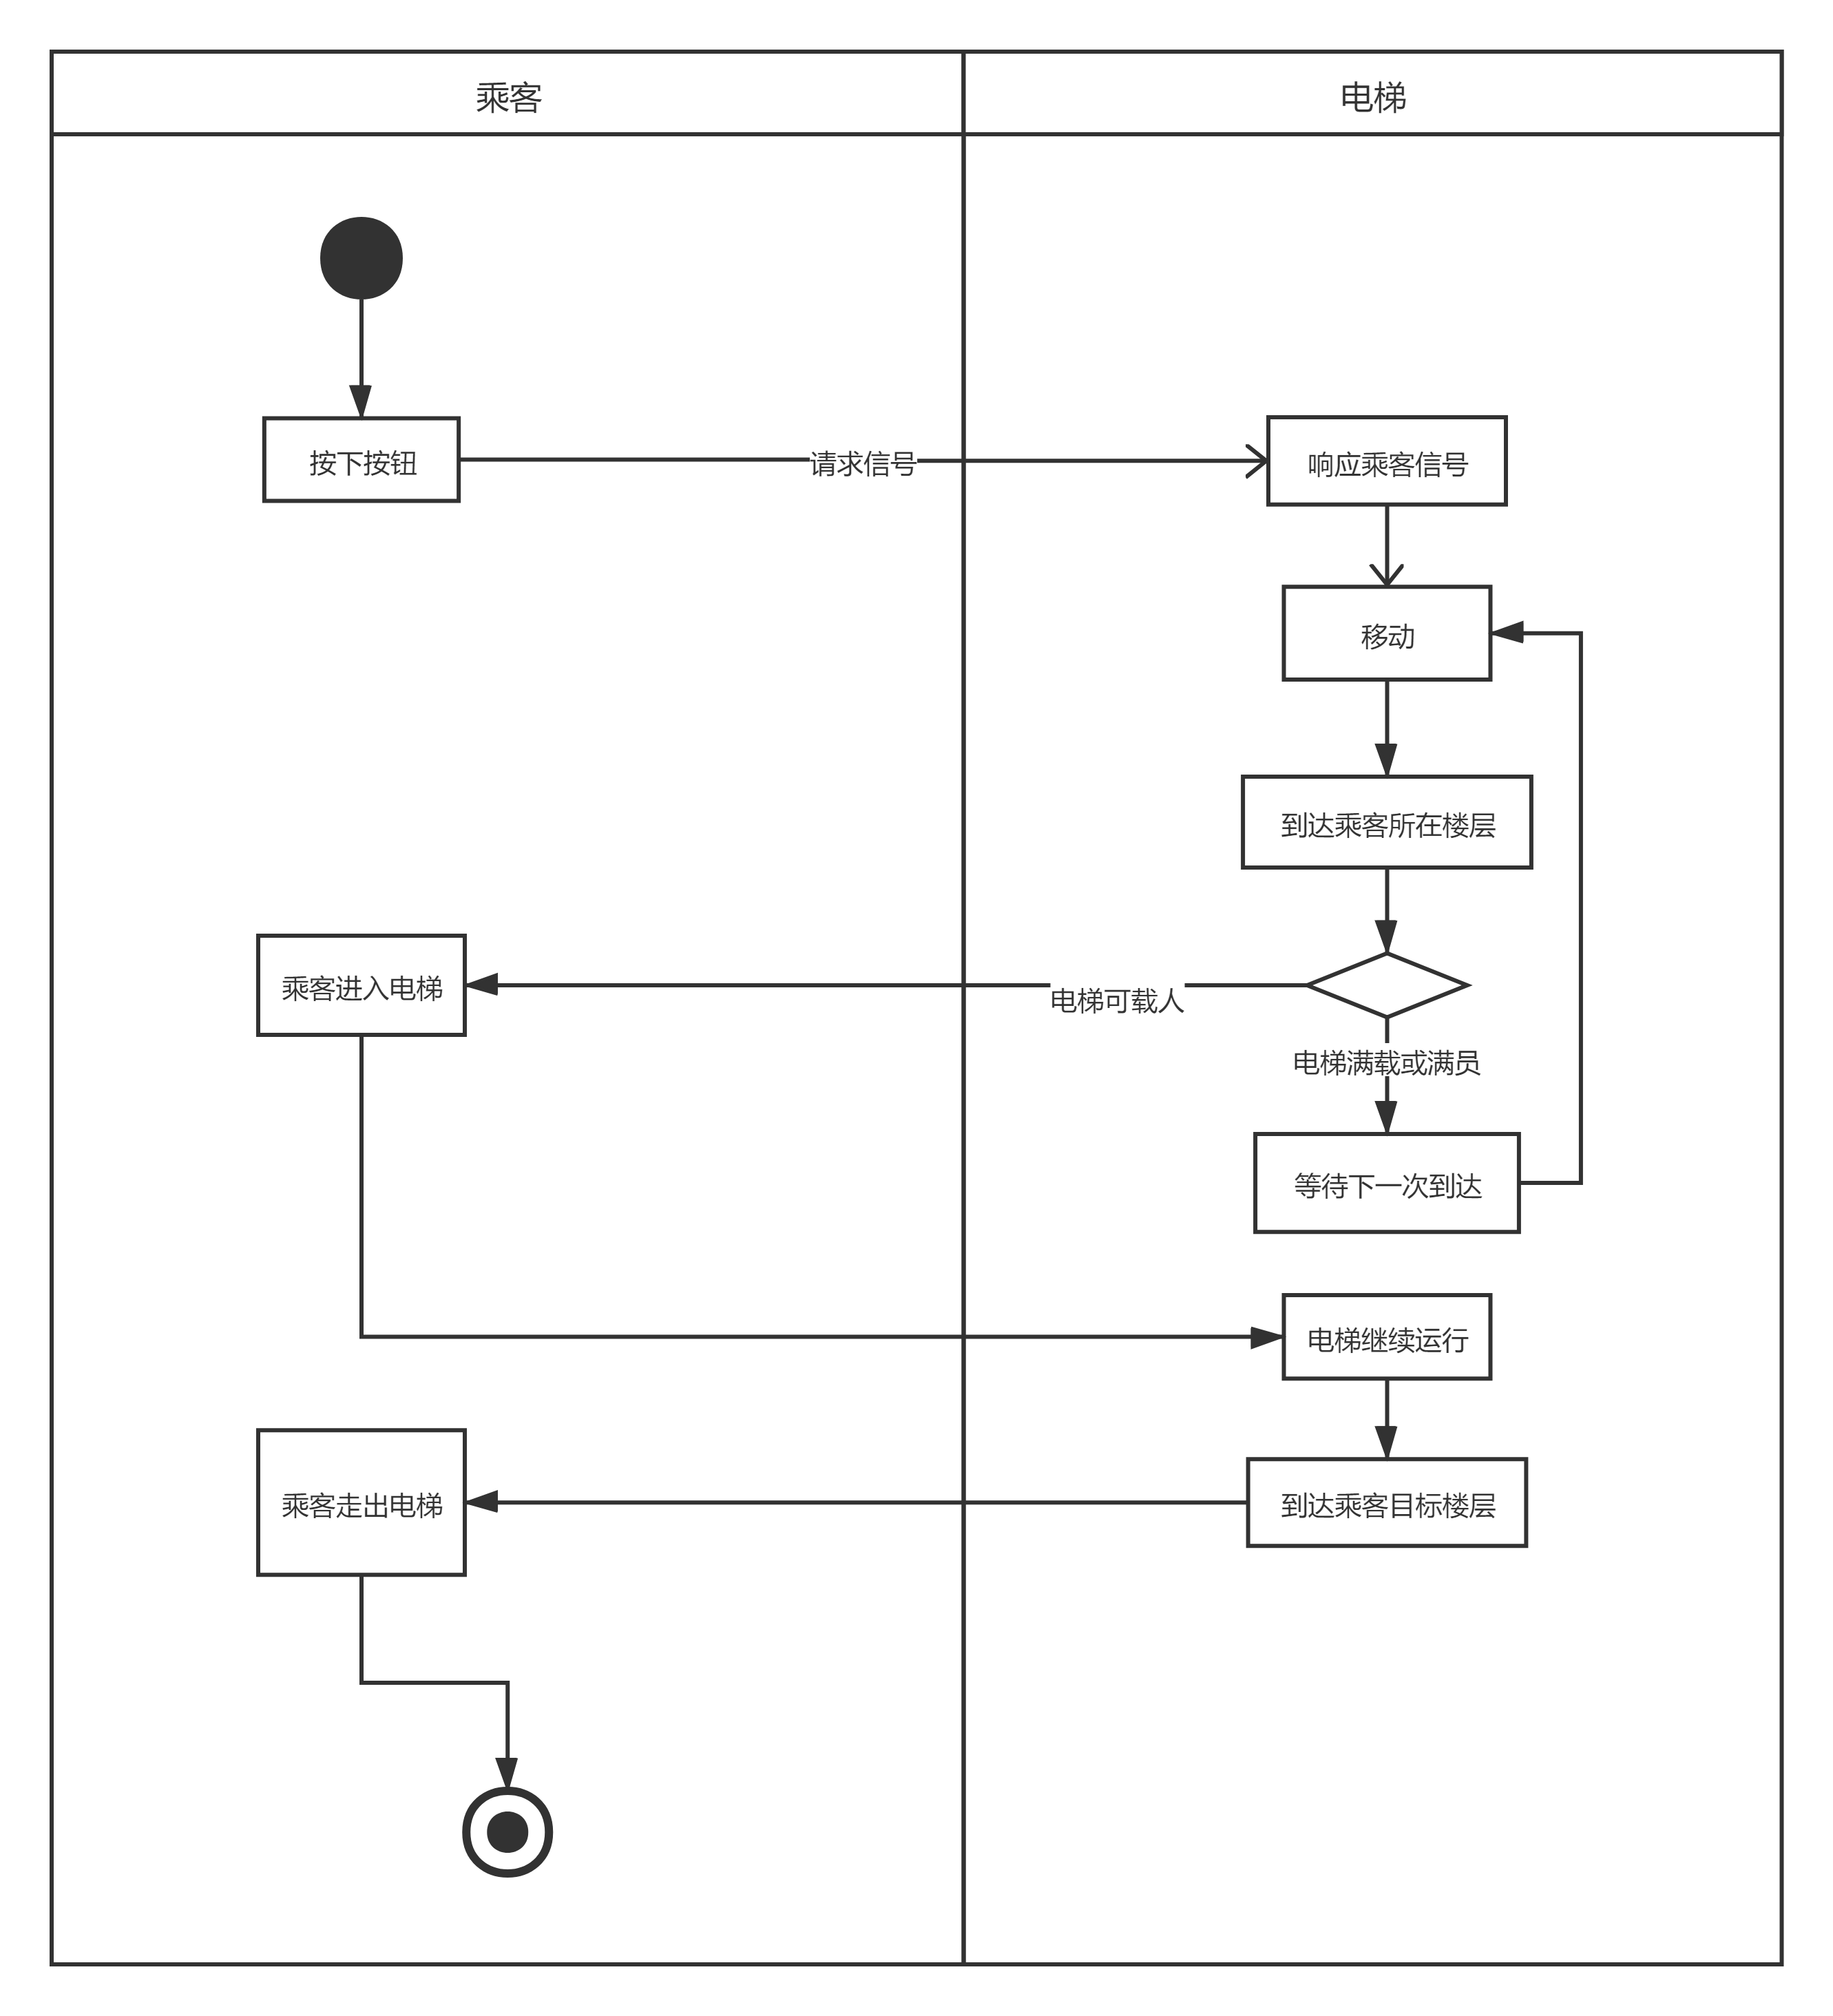 乘客
电梯
按下按钮
请求信号
响应乘客信号
移动
到达乘客所在楼层
乘客进入电梯
电梯可载人
电梯满载或满员
等待下一次到达
电梯继续运行
乘客走出电梯
到达乘客目标楼层